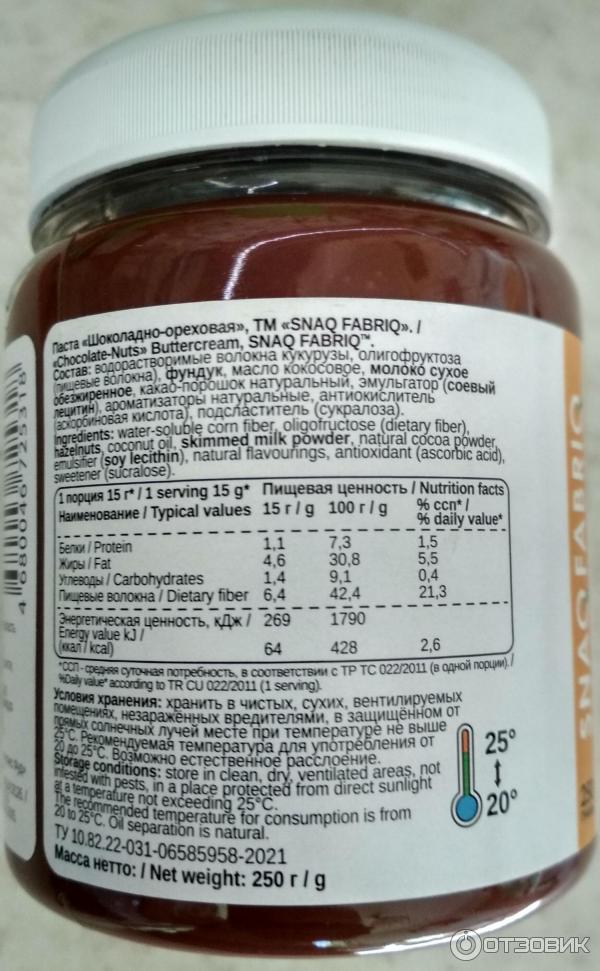 Паста «Шоколадно-ореховая», ТМ «SNAQ FABRIQ». /
«Chocolate-Nuts» Buttercream, SNAQ FABRIQ™.
Состав: водорастворимые волокна кукурузы, олигофруктоза
(пищевые волокна), фундук, масло кокосовое, молоко сухое
обезжиренное, какао-порошок натуральный, эмульгатор (соевый
лецитин), ароматизаторы натуральные, антиокислитель
(аскорбиновая кислота), подсластитель (сукралоза).
Ingredients: water-soluble corn fiber, oligofructose (dietary fiber),
hazelnuts, coconut oil, skimmed milk powder, natural cocoa powder,
emulsifier (soy lecithin), natural flavourings, antioxidant (ascorbic acid),
sweetener (sucralose).
1 порция 15 г* / 1 serving 15 g* Пищевая ценность / Nutrition facts
Наименование / Typical values 15 г / g 100 г / g % ссп* / % daily value*
Белки / Protein 1,1 7,3 1,5
Жиры / Fat 4,6 30,8 5,5
Углеводы / Carbohydrates 1,4 9,1 0,4
Пищевые волокна / Dietary fiber 6,4 42,4 21,3
Энергетическая ценность, кДж / 269 1790
Energy value kJ /
(ккал / kcal) 64 428 2,6
*ССП - средняя суточная потребность, в соответствии с ТР ТС 022/2011 (в одной порции). /
%Daily value* according to TR CU 022/2011 (1 serving).
Условия хранения: хранить в чистых, сухих, вентилируемых
помещениях, незаражённых вредителями, в защищённом от
прямых солнечных лучей месте при температуре не выше
25°С. Рекомендуемая температура для употребления от
20 до 25°С. Возможно естественное расслоение.
Storage conditions: store in clean, dry, ventilated areas, not
infested with pests, in a place protected from direct sunlight
at a temperature not exceeding 25°C.
The recommended temperature for consumption is from
20 to 25°C. Oil separation is natural.
25°
20°
ТУ 10.82.22-031-06585958-2021
Масса нетто: / Net weight: 250 г / g
4 680046 725318
SNAQ FABRIQ
ОТЗОВИК